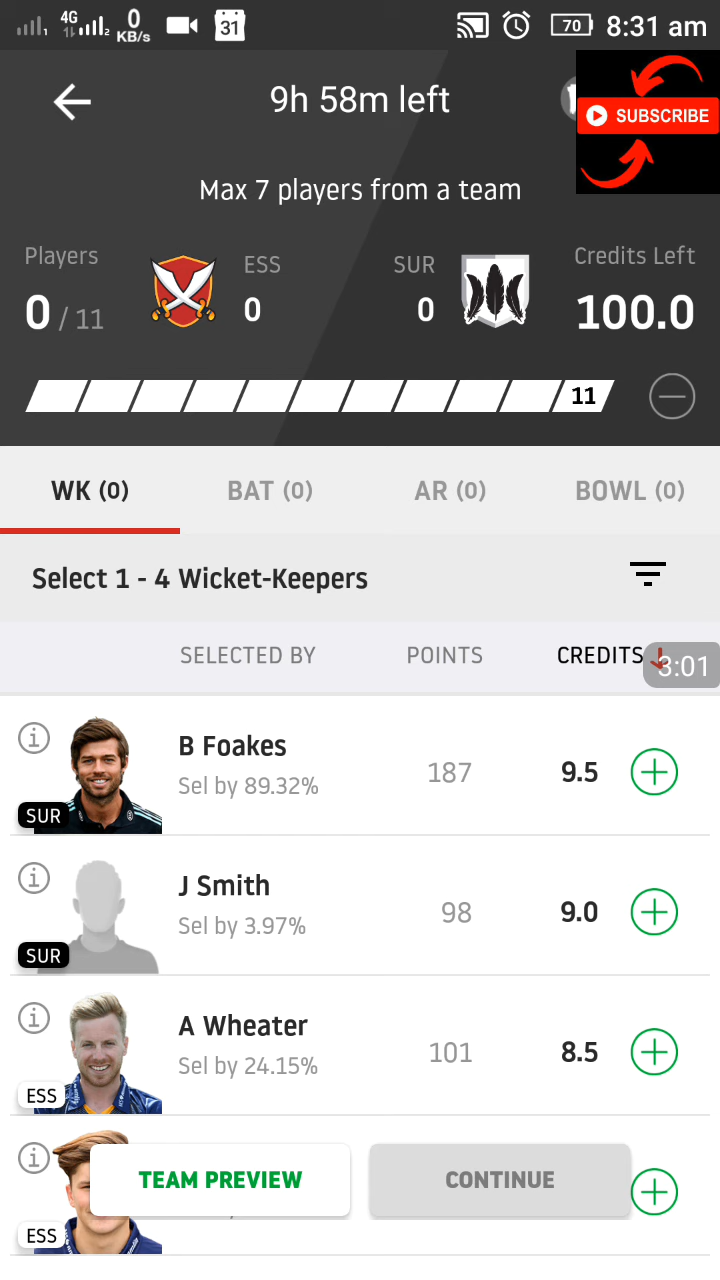 4G 0 KB/s 31 70 8:31 am
9h 58m left
SUBSCRIBE
Max 7 players from a team
Players ESS SUR Credits Left
0 / 11 0 0 100.0
11
WK (0) BAT (0) AR (0) BOWL (0)
Select 1 - 4 Wicket-Keepers
SELECTED BY POINTS CREDITS
3:01
B Foakes
Sel by 89.32% 187 9.5
SUR
J Smith
Sel by 3.97% 98 9.0
SUR
A Wheater
Sel by 24.15% 101 8.5
ESS
TEAM PREVIEW CONTINUE
ESS